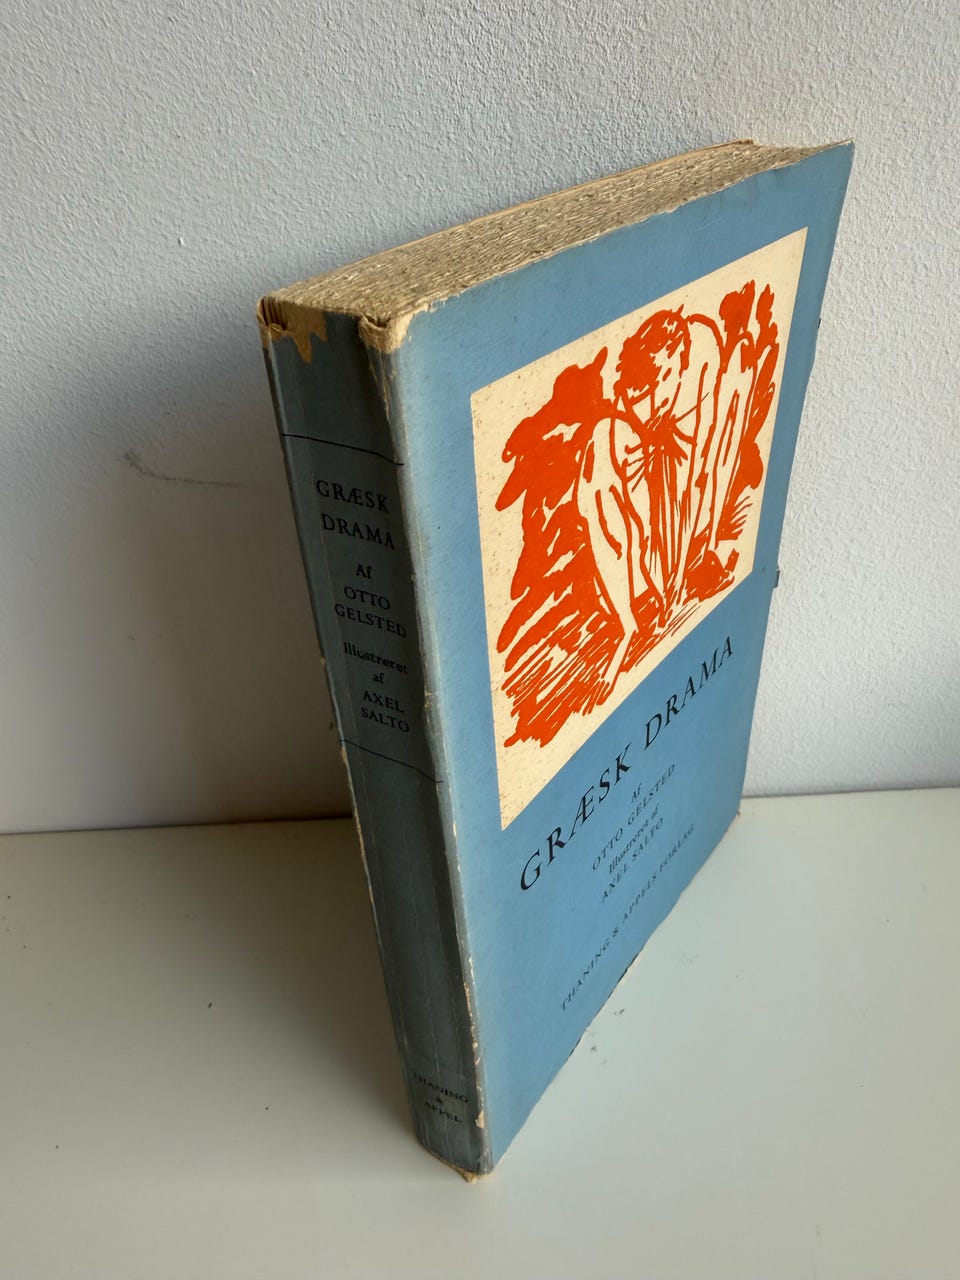 GRÆSK
DRAMA
Af
OTTO
GELSTED
Illustreret
af
AXEL
SALTO
THANING
&
APPEL
GRÆSK DRAMA
Af
OTTO GELSTED
Illustreret af
AXEL SALTO
THANING & APPELS FORLAG